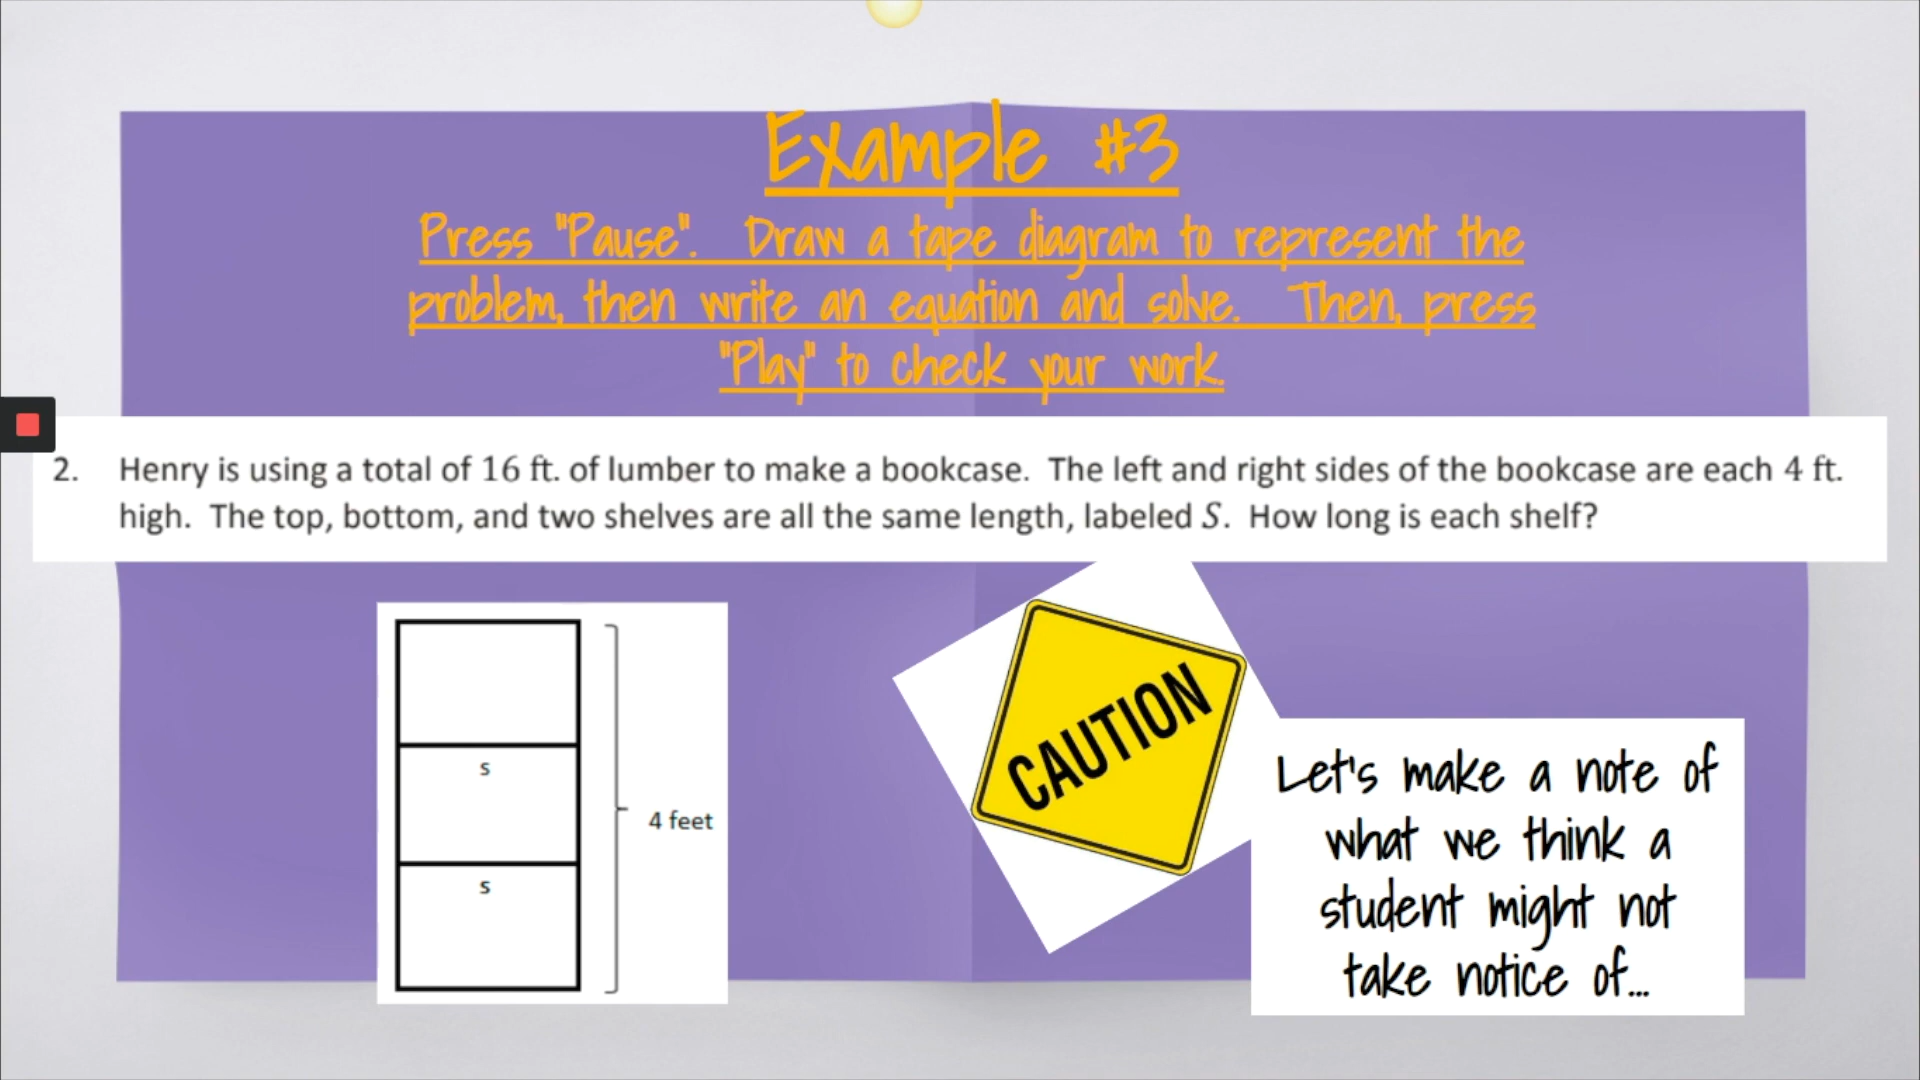 Example #3
Press "Pause". Draw a tape diagram to represent the
problem, then write an equation and solve. Then, press
"Play" to check your work.
2. Henry is using a total of 16 ft. of lumber to make a bookcase. The left and right sides of the bookcase are each 4 ft.
high. The top, bottom, and two shelves are all the same length, labeled S. How long is each shelf?
s
s
4 feet
CAUTION
Let's make a note of
what we think a
student might not
take notice of...